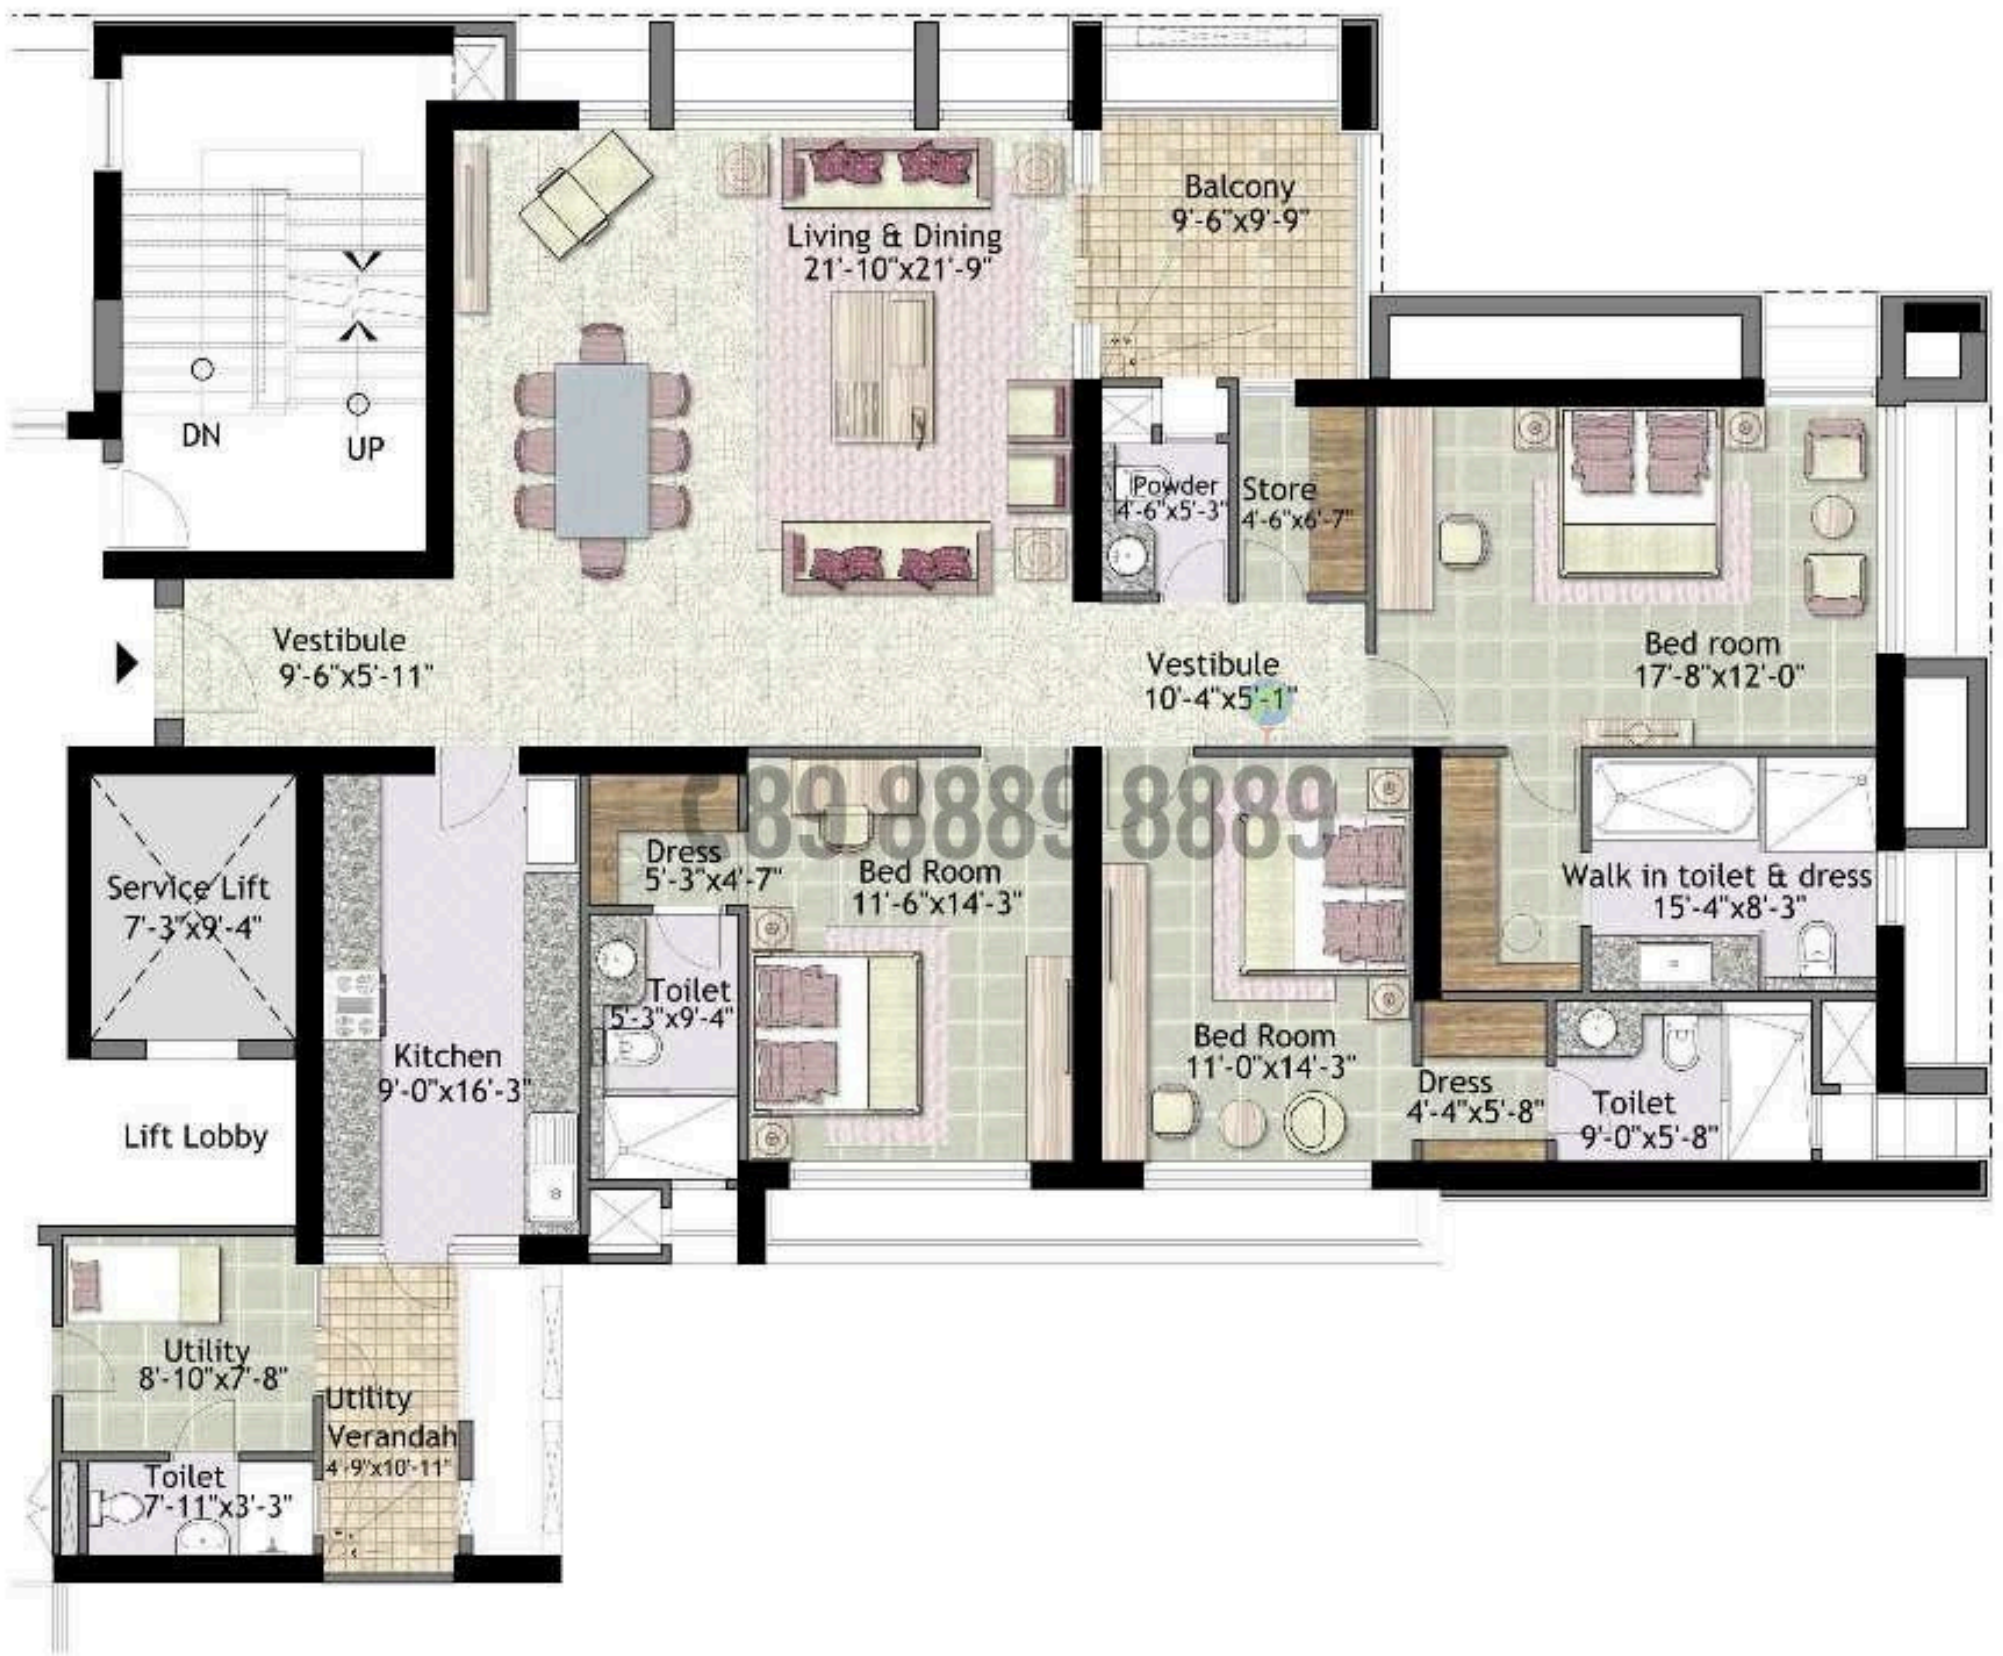 Balcony
9'-6"x9'-9"
Living & Dining
21'-10"x21'-9"
DN
UP
Powder
4'-6"x5'-3"
Store
4'-6"x6'-7"
Vestibule
9'-6"x5'-11"
Vestibule
10'-4"x5'-1"
Bed room
17'-8"x12'-0"
89 8889 8889
Service Lift
7'-3"x9'-4"
Dress
5'-3"x4'-7"
Bed Room
11'-6"x14'-3"
Walk in toilet & dress
15'-4"x8'-3"
Toilet
5'-3"x9'-4"
Kitchen
9'-0"x16'-3"
Bed Room
11'-0"x14'-3"
Dress
4'-4"x5'-8"
Toilet
9'-0"x5'-8"
Lift Lobby
Utility
8'-10"x7'-8"
Utility
Verandah
4'-9"x10'-11"
Toilet
7'-11"x3'-3"